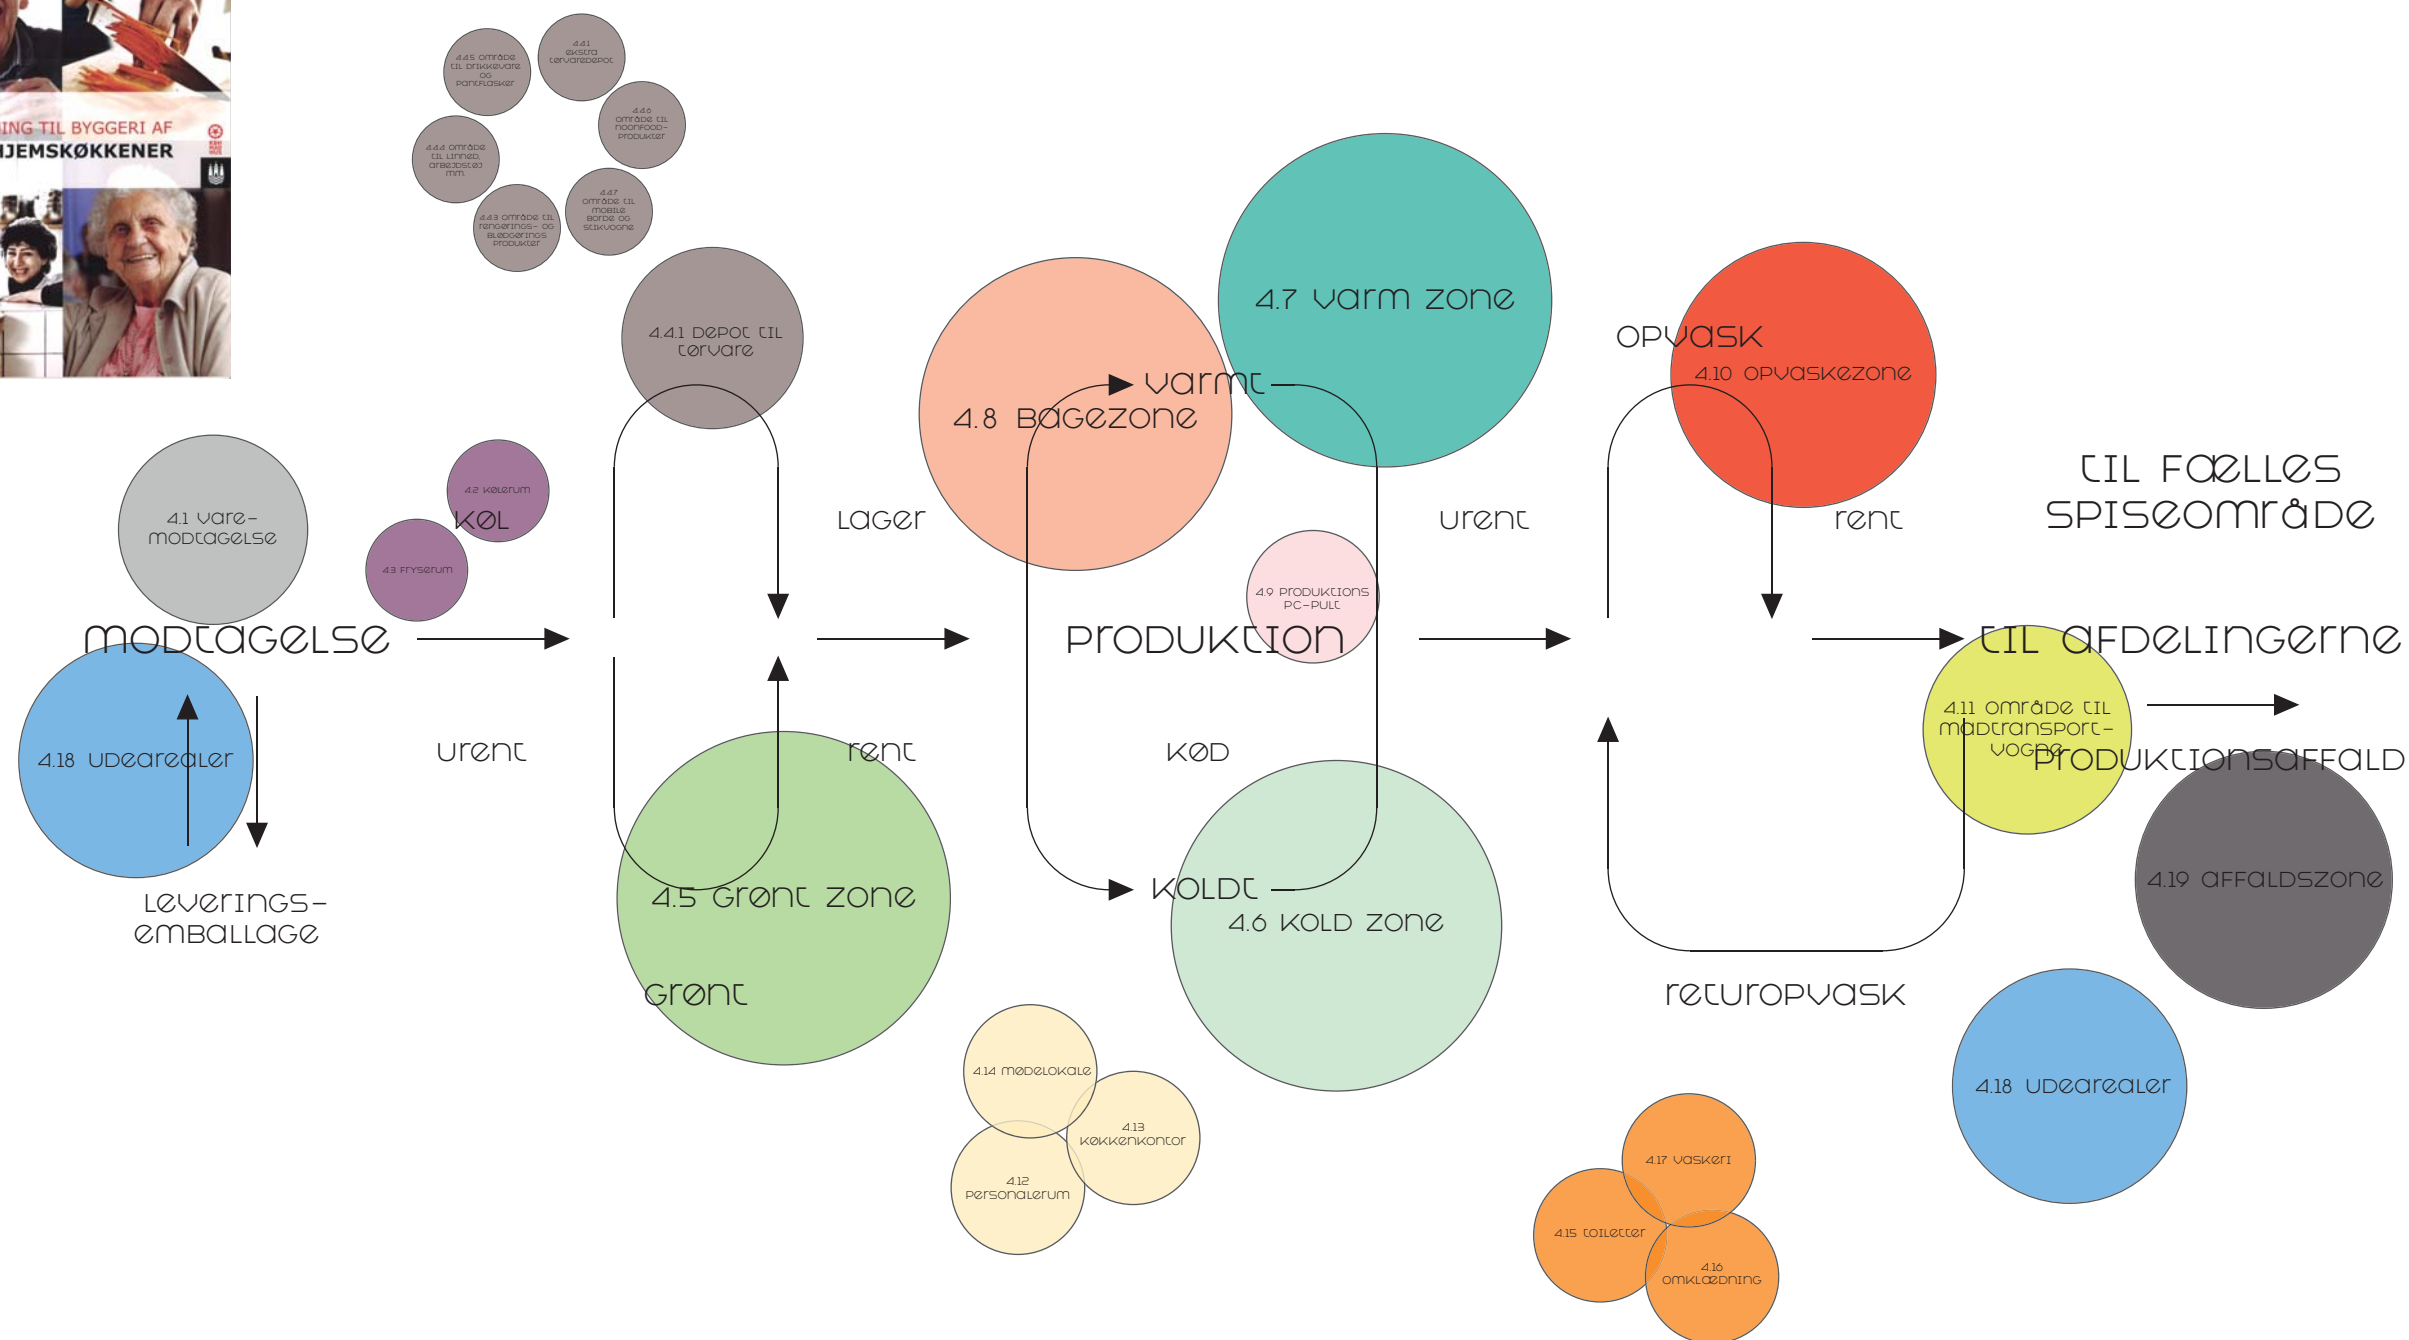 ING TIL BYGGERI AF
JEMSKØKKENER
4.4.5 område
til drikkevare
og
pantflasker
4.4.1
ekstra
tørvaredepot
4.4.6
område til
noonfood-
produkter
4.4.4 område
til linned,
arbejdstøj
mm.
4.4.3 område til
rengørings- og
blødgørings
produkter
4.4.7
område til
mobile
borde og
stikvogne
4.4.1 depot til
tørvare
4.8 bagezone
4.7 varm zone
varmt
opvask
4.10 opvaskezone
4.1 vare-
modtagelse
4.2 kølerum
køl
4.3 fryserum
lager
urent
rent
til fælles
spiseområde
4.9 produktions
pc-pult
modtagelse
produktion
til afdelingerne
4.18 udearealer
urent
rent
kød
4.11 område til
madtransport-
vogne
produktionsaffald
leverings-
emballage
4.5 grønt zone
grønt
koldt
4.6 kold zone
4.19 affaldszone
returopvask
4.14 mødelokale
4.13
køkkenkontor
4.12
personalerum
4.18 udearealer
4.17 vaskeri
4.15 toiletter
4.16
omklædning